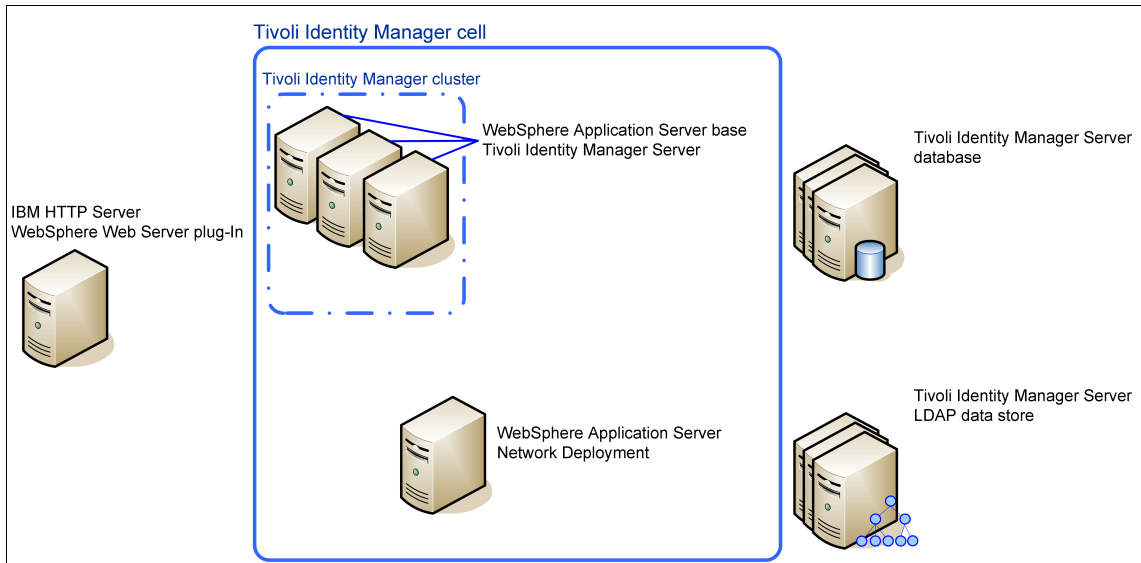 Tivoli Identity Manager cell
Tivoli Identity Manager cluster
WebSphere Application Server base
Tivoli Identity Manager Server
Tivoli Identity Manager Server
database
IBM HTTP Server
WebSphere Web Server plug-In
WebSphere Application Server
Network Deployment
Tivoli Identity Manager Server
LDAP data store